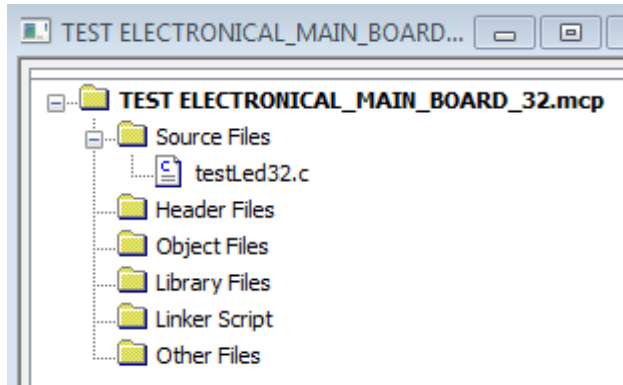 TEST ELECTRONICAL_MAIN_BOARD...
TEST ELECTRONICAL_MAIN_BOARD_32.mcp
Source Files
testLed32.c
Header Files
Object Files
Library Files
Linker Script
Other Files